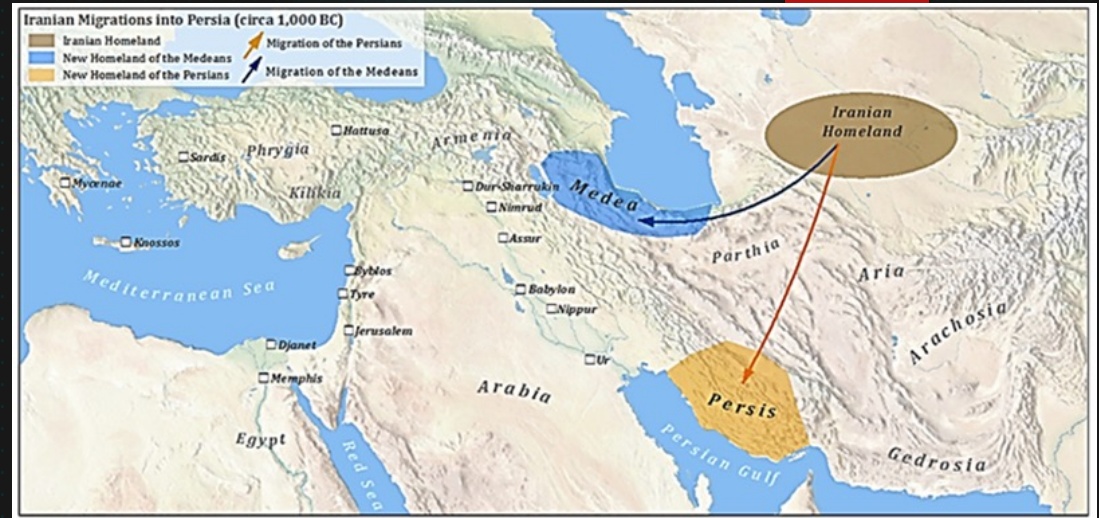 Iranian Migrations into Persia (circa 1,000 BC)
Iranian Homeland
New Homeland of the Medeans
New Homeland of the Persians
Migration of the Persians
Migration of the Medeans
Iranian
Homeland
Hattusa
Armenia
Phrygia
Sardis
Mycenae
Kilikia
Dur-Sharrukin
Medea
Nimrud
Knossos
Assur
Parthia
Aria
Byblos
Mediterranean Sea
Tyre
Babylon
Nippur
Arachosia
Jerusalem
Djanet
Ur
Memphis
Arabia
Persis
Egypt
Red Sea
Persian Gulf
Gedrosia